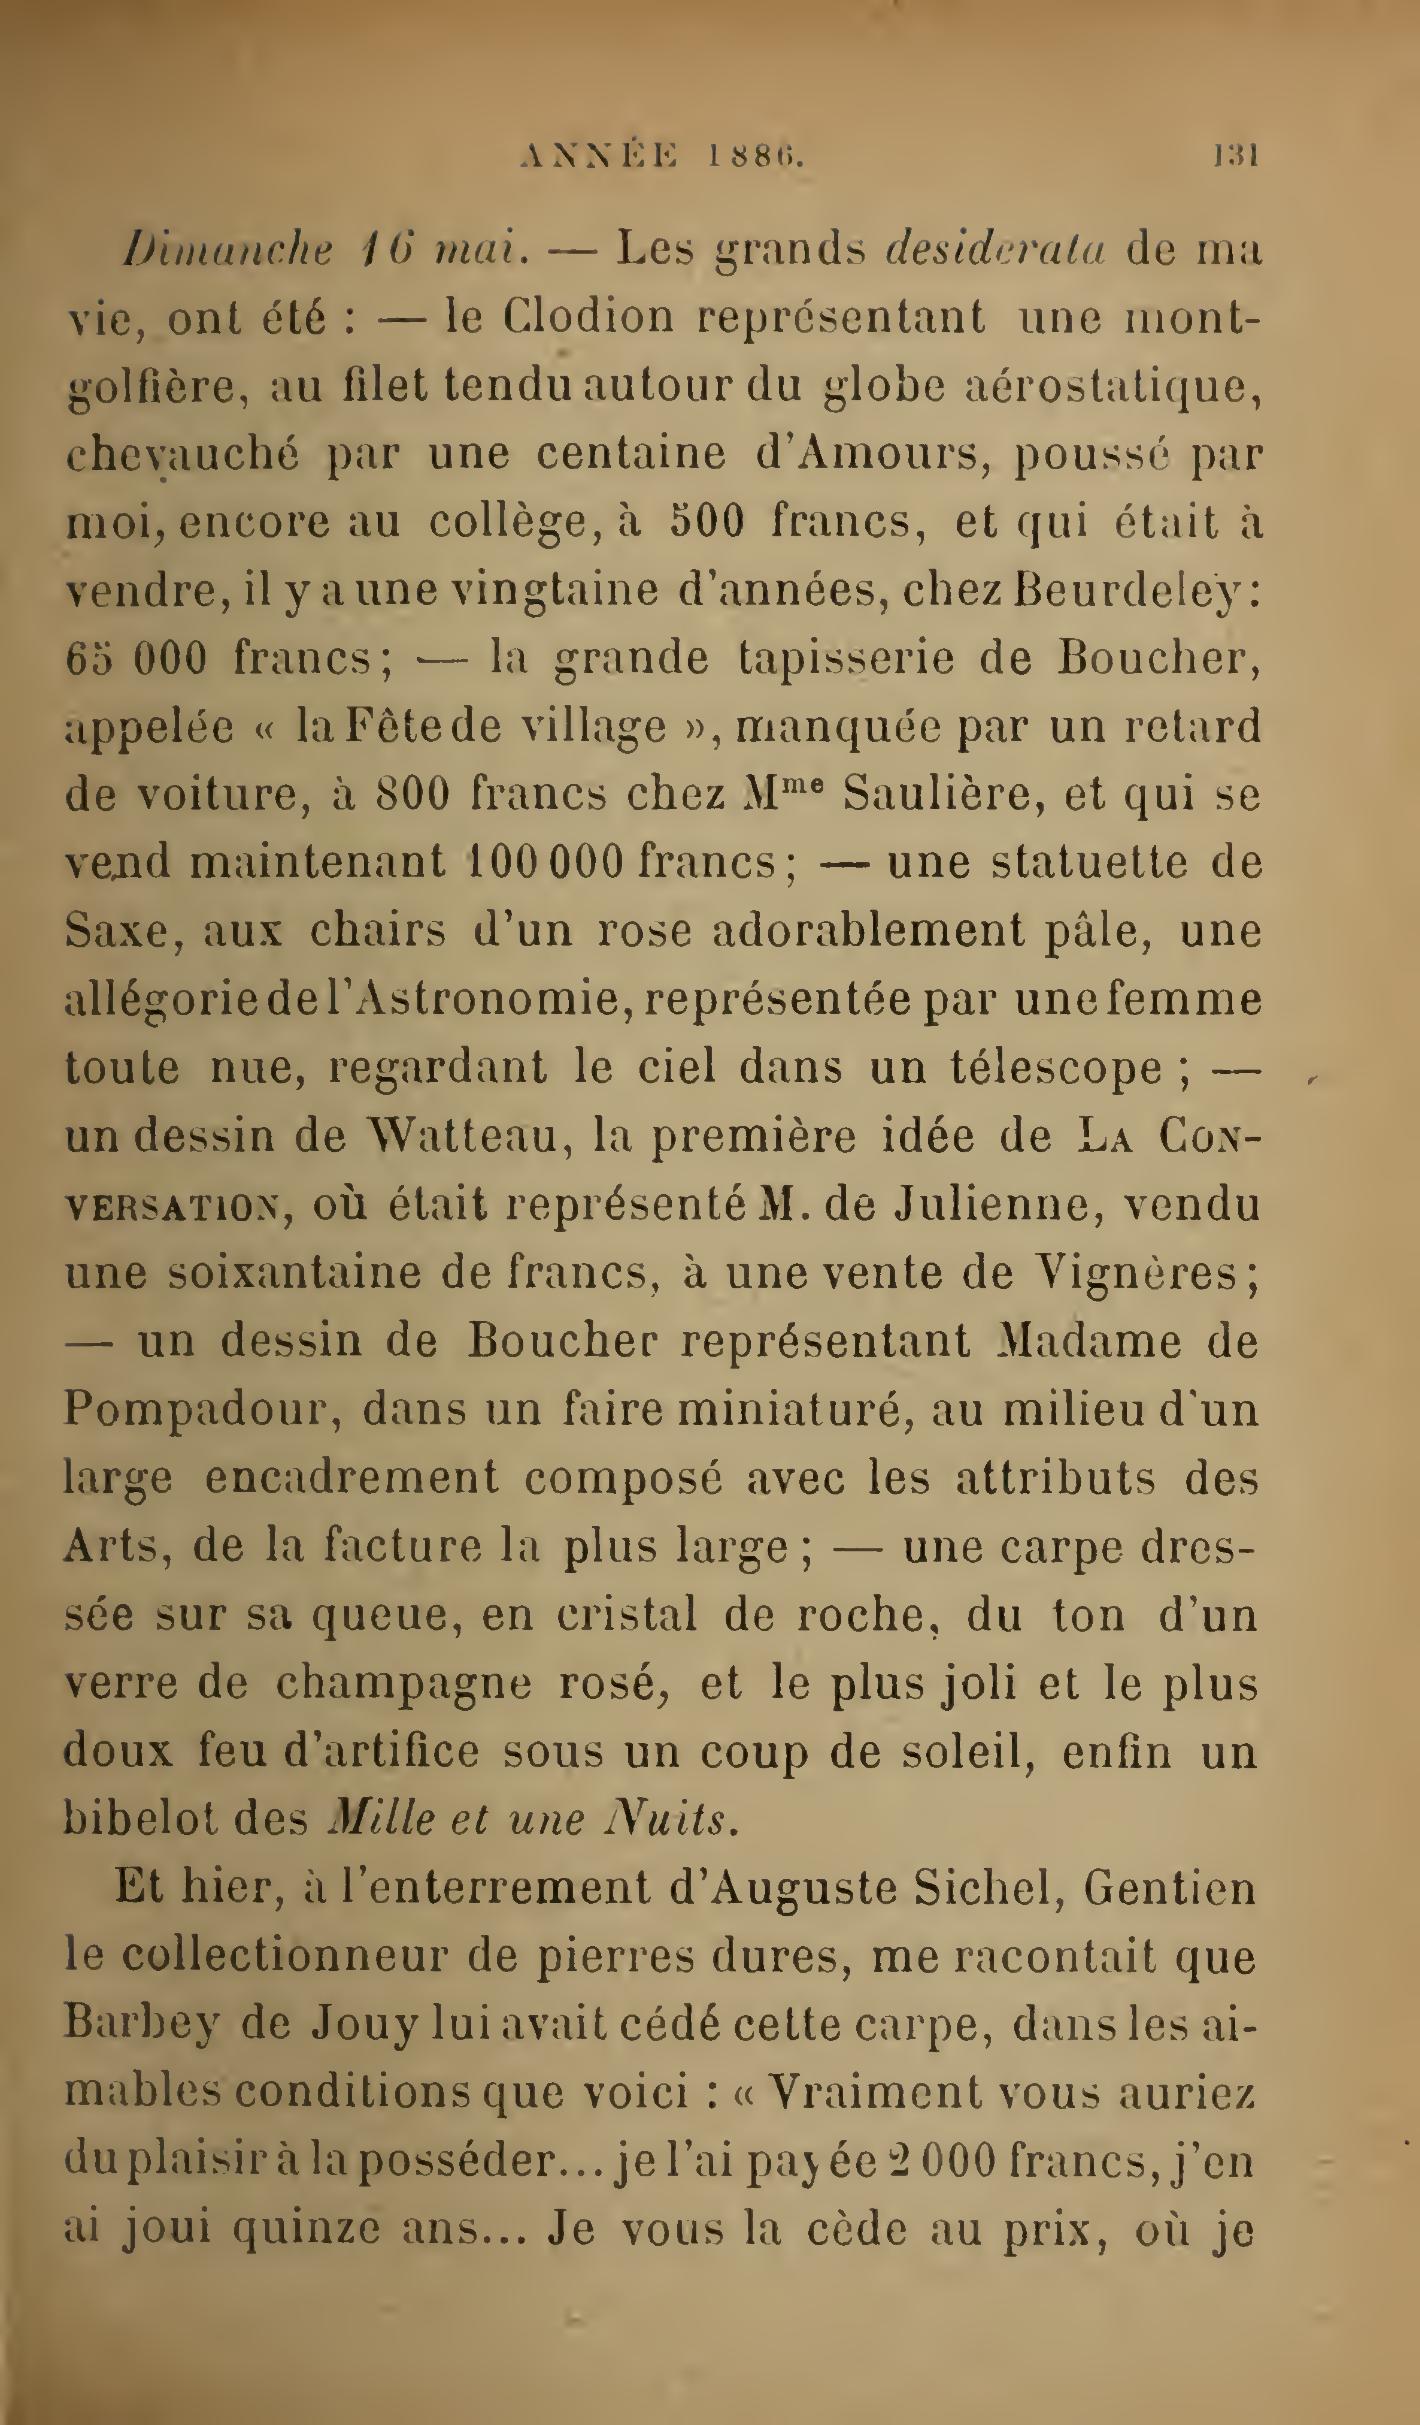 ANNÉE 1886. 131
Dimanche 16 mai. — Les grands desiderata de ma
vie, ont été : — le Clodion représentant une mont-
golfière, au filet tendu autour du globe aérostatique,
chevauché par une centaine d'Amours, poussé par
moi, encore au collège, à 500 francs, et qui était à
vendre, il y a une vingtaine d'années, chez Beurdeley :
65 000 francs ; — la grande tapisserie de Boucher,
appelée « la Fête de village », manquée par un retard
de voiture, à 800 francs chez Mme Saulière, et qui se
vend maintenant 100 000 francs ; — une statuette de
Saxe, aux chairs d'un rose adorablement pâle, une
allégorie de l'Astronomie, représentée par une femme
toute nue, regardant le ciel dans un télescope ; —
un dessin de Watteau, la première idée de LA CON-
VERSATION, où était représenté M. de Julienne, vendu
une soixantaine de francs, à une vente de Vignères ;
— un dessin de Boucher représentant Madame de
Pompadour, dans un faire miniaturé, au milieu d'un
large encadrement composé avec les attributs des
Arts, de la facture la plus large ; — une carpe dres-
sée sur sa queue, en cristal de roche, du ton d'un
verre de champagne rosé, et le plus joli et le plus
doux feu d'artifice sous un coup de soleil, enfin un
bibelot des Mille et une Nuits.
Et hier, à l'enterrement d'Auguste Sichel, Gentien
le collectionneur de pierres dures, me racontait que
Barbey de Jouy lui avait cédé cette carpe, dans les ai-
mables conditions que voici : « Vraiment vous auriez
du plaisir à la posséder... je l'ai payée 2 000 francs, j'en
ai joui quinze ans... Je vous la cède au prix, où je